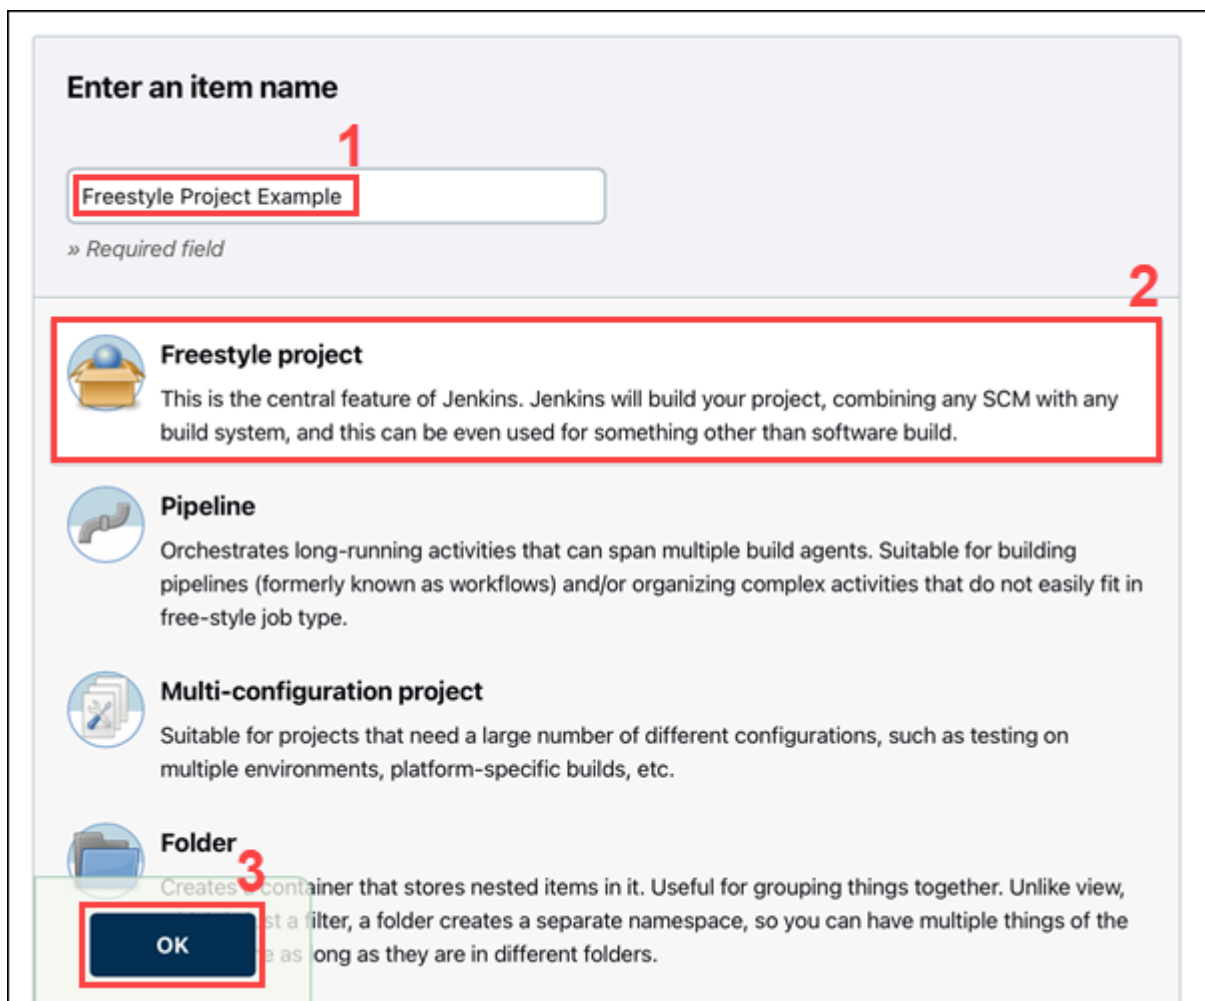 Enter an item name
1
Freestyle Project Example
» Required field
2
Freestyle project
This is the central feature of Jenkins. Jenkins will build your project, combining any SCM with any
build system, and this can be even used for something other than software build.
Pipeline
Orchestrates long-running activities that can span multiple build agents. Suitable for building
pipelines (formerly known as workflows) and/or organizing complex activities that do not easily fit in
free-style job type.
Multi-configuration project
Suitable for projects that need a large number of different configurations, such as testing on
multiple environments, platform-specific builds, etc.
Folder
3
Creates a container that stores nested items in it. Useful for grouping things together. Unlike view,
a filter, a folder creates a separate namespace, so you can have multiple things of the
OK
as long as they are in different folders.